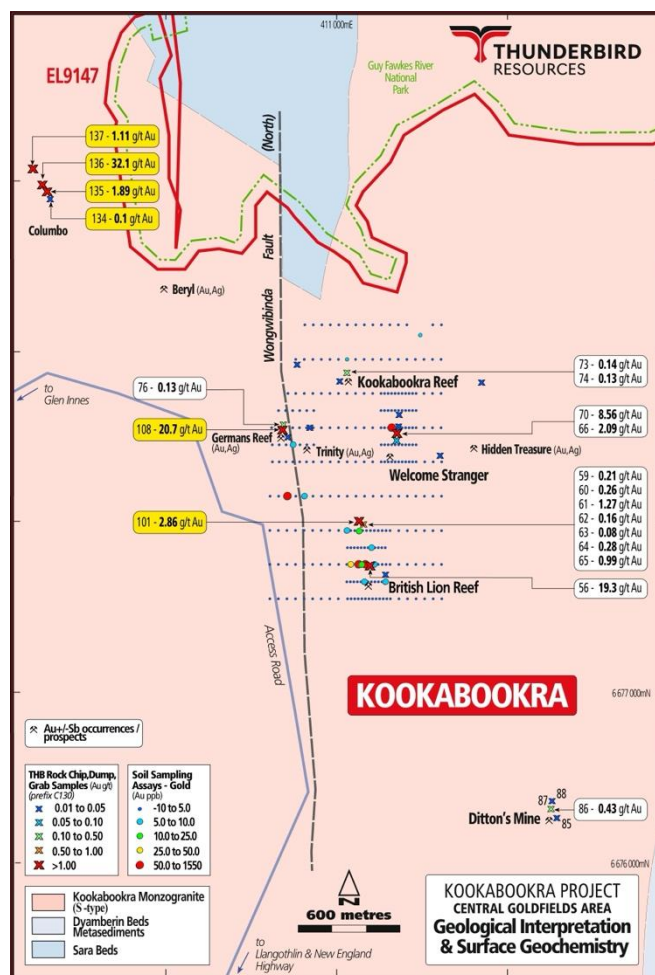 411 000mE
THUNDERBIRD
RESOURCES
EL9147
Guy Fawkes River
National
Park
137 - 1.11 g/t Au
136 - 32.1 g/t Au
135 - 1.89 g/t Au
134 - 0.1 g/t Au
Columbo
Wongwibinda Fault (North)
Beryl (Au,Ag)
to
Glen Innes
76 - 0.13 g/t Au
73 - 0.14 g/t Au
74 - 0.13 g/t Au
Kookabookra Reef
108 - 20.7 g/t Au
Germans Reef
(Au,Ag)
Trinity (Au,Ag)
70 - 8.56 g/t Au
66 - 2.09 g/t Au
Hidden Treasure (Au,Ag)
Welcome Stranger
59 - 0.21 g/t Au
60 - 0.26 g/t Au
61 - 1.27 g/t Au
62 - 0.16 g/t Au
63 - 0.08 g/t Au
64 - 0.28 g/t Au
65 - 0.99 g/t Au
101 - 2.86 g/t Au
56 - 19.3 g/t Au
British Lion Reef
Access Road
KOOKABOOKRA
6 677 000mN
Au+/-Sb occurrences /
prospects
THB Rock Chip,Dump,
Grab Samples (Au g/t)
(prefix C130)
0.01 to 0.05
0.05 to 0.10
0.10 to 0.50
0.50 to 1.00
>1.00
Soil Sampling
Assays - Gold
(Au ppb)
-10 to 5.0
5.0 to 10.0
10.0 to 25.0
25.0 to 50.0
50.0 to 1550
87
88
86 - 0.43 g/t Au
Ditton's Mine
85
6 676 000mN
Kookabookra Monzogranite
(S -type)
Dyamberin Beds
Metasediments
Sara Beds
N
600 metres
to
Llangothlin & New England
Highway
KOOKABOOKRA PROJECT
CENTRAL GOLDFIELDS AREA
Geological Interpretation
& Surface Geochemistry